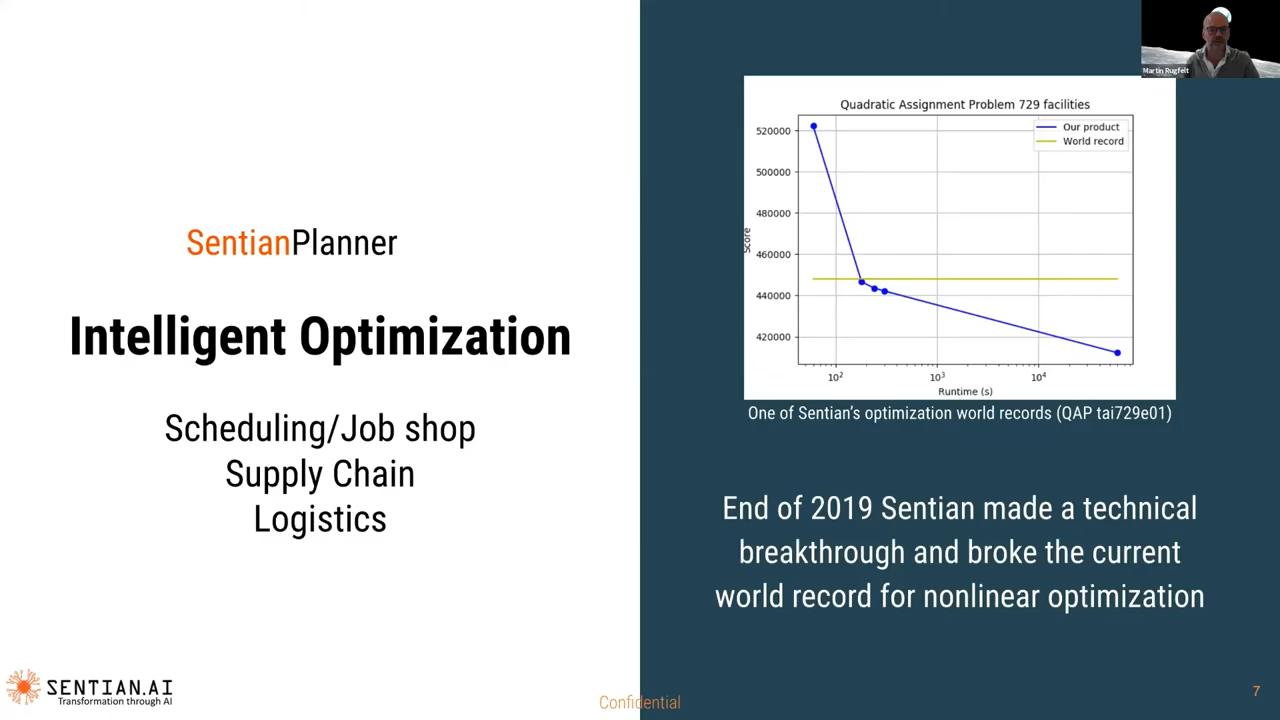 Martin Rugfelt
SentianPlanner
Intelligent Optimization
Scheduling/Job shop
Supply Chain
Logistics
SENTIAN.AI
Transformation through AI
Quadratic Assignment Problem 729 facilities
Our product
World record
520000
500000
480000
460000
440000
420000
Score
10²
10³
10⁴
Runtime (s)
One of Sentian's optimization world records (QAP tai729e01)
End of 2019 Sentian made a technical
breakthrough and broke the current
world record for nonlinear optimization
Confidential
7